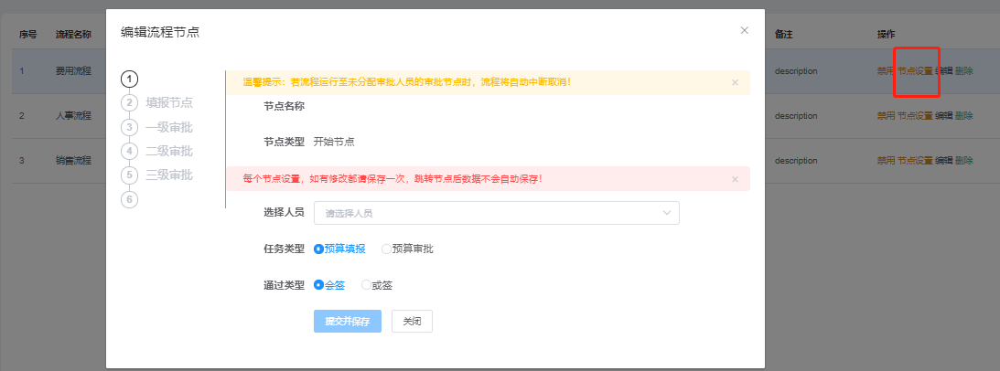 编辑流程节点
序号 流程名称 备注 操作
1 费用流程 description 禁用 节点设置 编辑 删除
2 人事流程 description 禁用 节点设置 编辑 删除
3 销售流程 description 禁用 节点设置 编辑 删除
1
2 填报节点
3 一级审批
4 二级审批
5 三级审批
6
温馨提示：若流程运行至未分配审批人员的审批节点时，流程将自动中断取消！
节点名称
节点类型 开始节点
每个节点设置，如有修改都请保存一次，跳转节点后数据不会自动保存！
选择人员 请选择人员
任务类型 预算填报 预算审批
通过类型 会签 或签
提交并保存 关闭